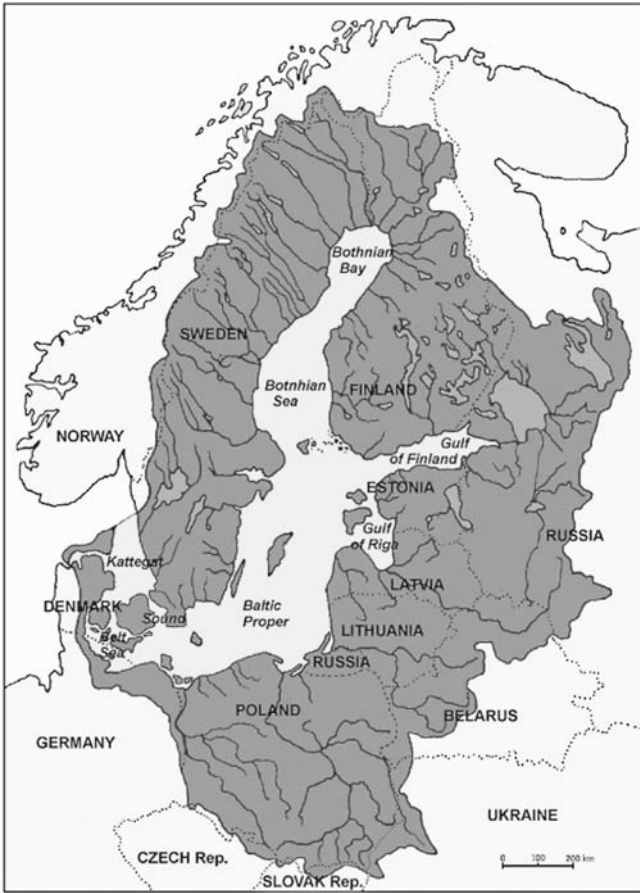 Bothnian
Bay
SWEDEN
Botnhian
Sea
FINLAND
NORWAY
Gulf
of Finland
ESTONIA
Gulf
of Riga
RUSSIA
Kattegat
LATVIA
DENMARK
Sound
Baltic
Proper
Belt
Sea
LITHUANIA
RUSSIA
POLAND
BELARUS
GERMANY
UKRAINE
CZECH Rep.
SLOVAK Rep.
0 100 200 km